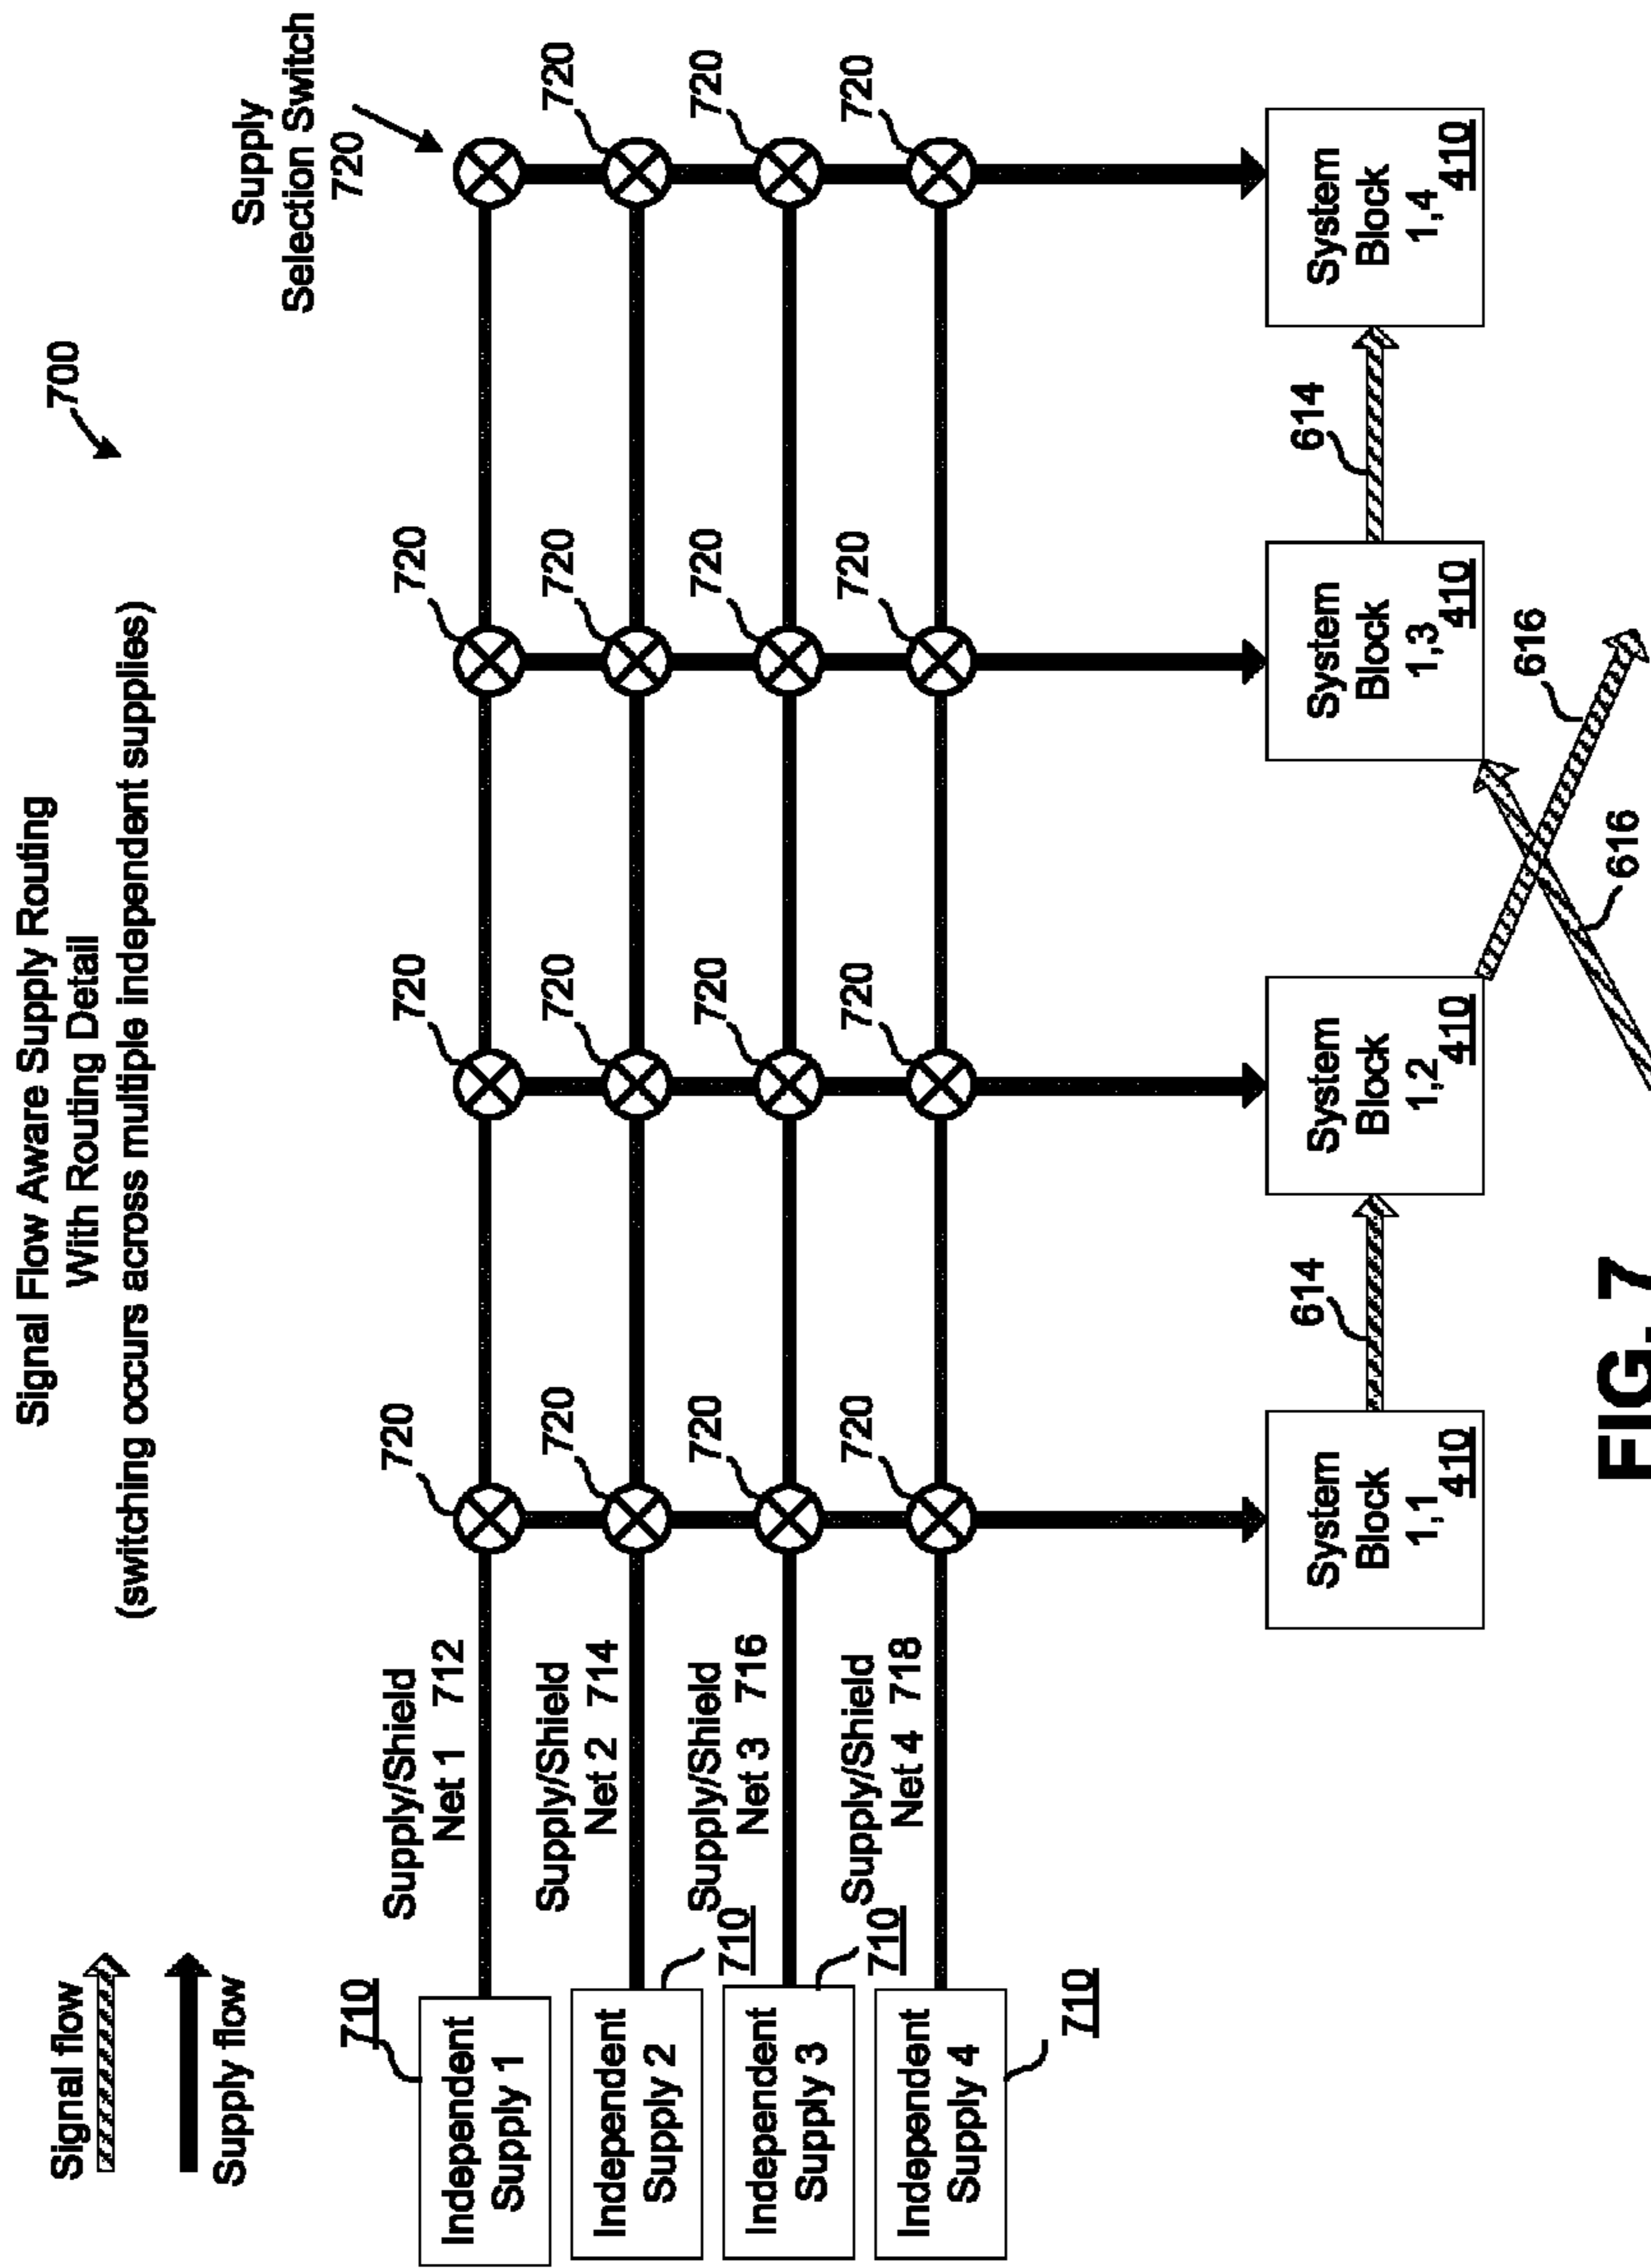 Signal Flow Aware Supply Routing
With Routing Detail
(switching occurs across multiple independent supplies)
700
Signal flow
Supply flow
Supply
Selection Switch
720
710
Independent
Supply 1
Supply/Shield
Net 1 712
720
720
720
Independent
Supply 2
710
Supply/Shield
Net 2 714
720
720
720
720
Independent
Supply 3
710
Supply/Shield
Net 3 716
720
720
720
720
Independent
Supply 4
710
Supply/Shield
Net 4 718
720
720
720
720
System
Block
1,1
410
614
System
Block
1,2
410
System
Block
1,3
410
614
System
Block
1,4
410
616
616
FIG. 7